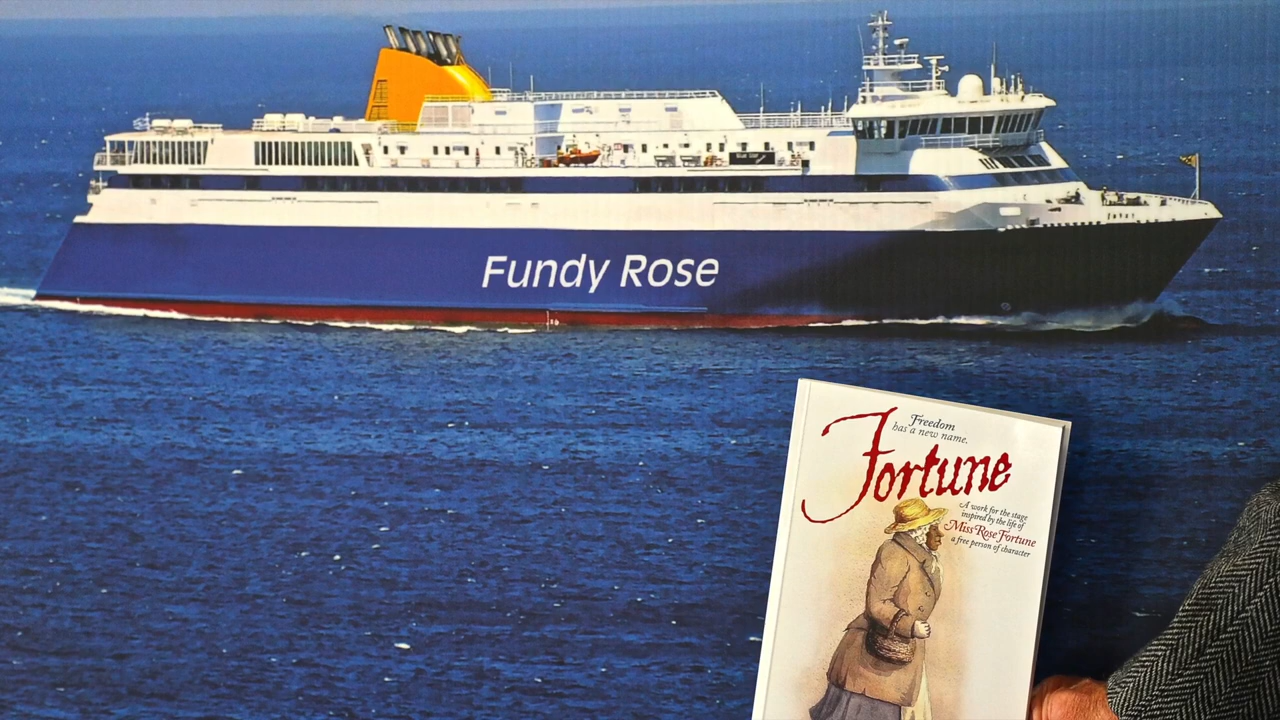 Fundy Rose
Freedom
has a new name.
Fortune
A work for the stage
inspired by the life of
Miss Rose Fortune
a free person of character